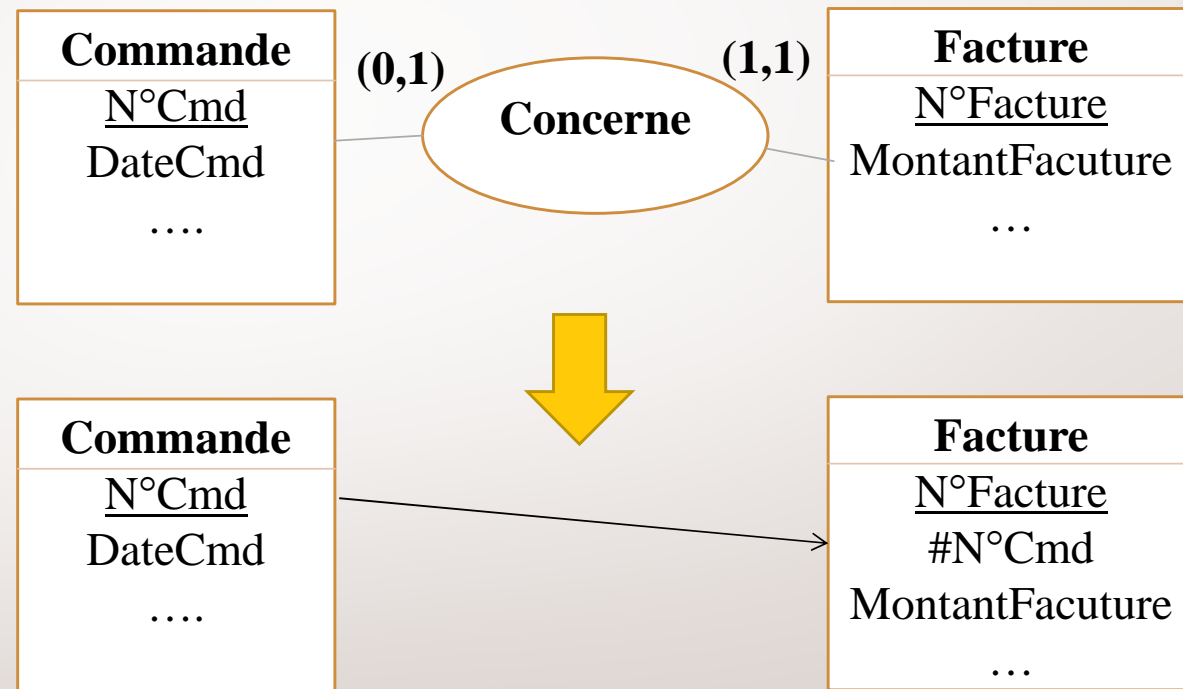 Commande
N°Cmd
DateCmd
….
(0,1)
Concerne
(1,1)
Facture
N°Facture
MontantFacuture
…
Commande
N°Cmd
DateCmd
….
Facture
N°Facture
#N°Cmd
MontantFacuture
…